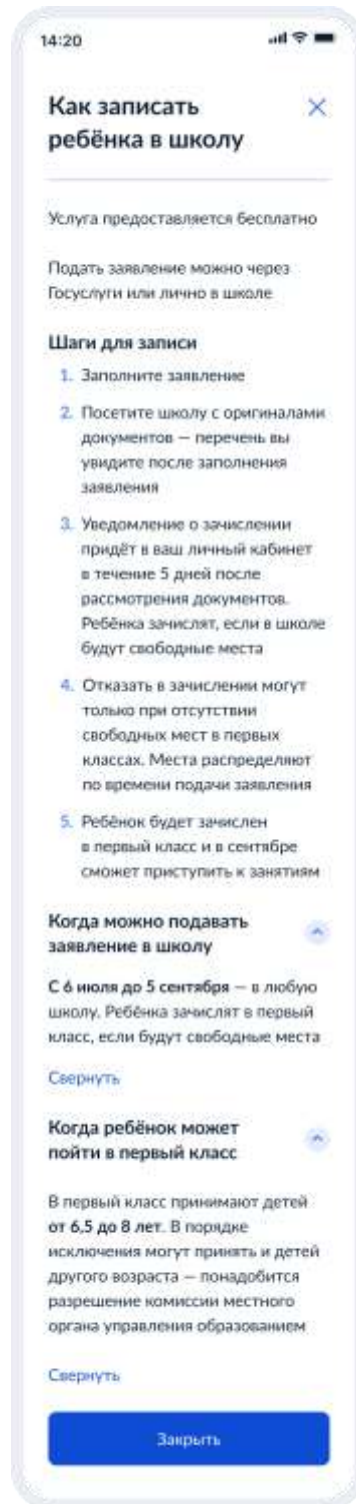 14:20
Как записать
ребёнка в школу
Услуга предоставляется бесплатно
Подать заявление можно через
Госуслуги или лично в школе
Шаги для записи
1. Заполните заявление
2. Посетите школу с оригиналами
документов — перечень вы
увидите после заполнения
заявления
3. Уведомление о зачислении
придёт в ваш личный кабинет
в течение 5 дней после
рассмотрения документов.
Ребёнка зачислят, если в школе
будут свободные места
4. Отказать в зачислении могут
только при отсутствии
свободных мест в первых
классах. Места распределяют
по времени подачи заявления
5. Ребёнок будет зачислен
в первый класс и в сентябре
сможет приступить к занятиям
Когда можно подавать
заявление в школу
С 6 июля до 5 сентября — в любую
школу. Ребёнка зачислят в первый
класс, если будут свободные места
Свернуть
Когда ребёнок может
пойти в первый класс
В первый класс принимают детей
от 6,5 до 8 лет. В порядке
исключения могут принять и детей
другого возраста — понадобится
разрешение комиссии местного
органа управления образованием
Свернуть
Закрыть